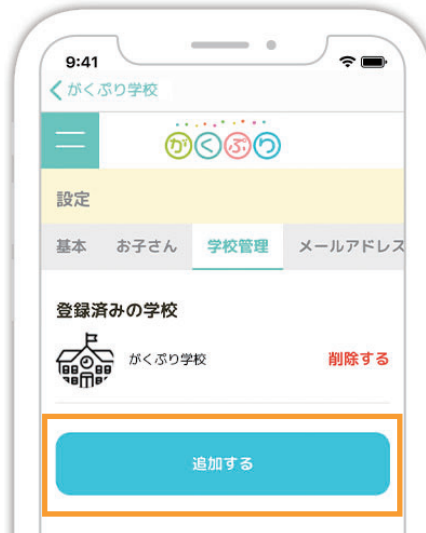 9:41
がくぷり学校
がくぷり
設定
基本 お子さん 学校管理 メールアドレス
登録済みの学校
がくぷり学校 削除する
追加する